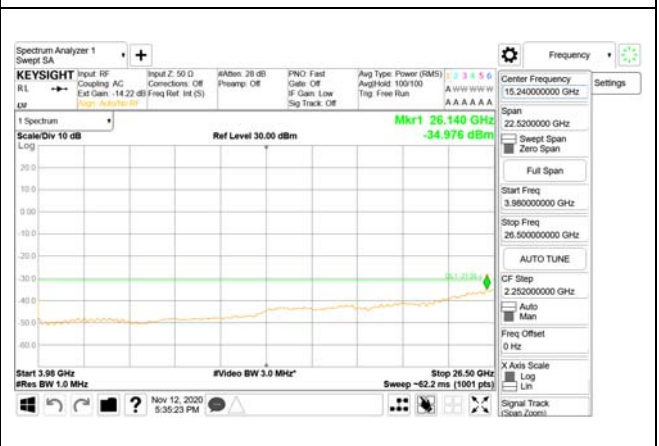 Spectrum Analyzer 1
Swept SA
Frequency
KEYSIGHT
RL
Input: RF
Coupling: AC
Ext Gain: -14.22 dB
Align: Auto/No RF
Input Z: 50 Ω
Corrections: Off
Freq Ref: Int (S)
#Atten: 28 dB
Preamp: Off
PNO: Fast
Gate: Off
IF Gain: Low
Sig Track: Off
Avg Type: Power (RMS)
Avg|Hold: 100/100
Trig: Free Run
1 2 3 4 5 6
A W W W W W
A A A A A A
Center Frequency
15.240000000 GHz
Settings
Span
22.5200000 GHz
Swept Span
Zero Span
Full Span
Start Freq
3.980000000 GHz
Stop Freq
26.500000000 GHz
AUTO TUNE
CF Step
2.252000000 GHz
Auto
Man
Freq Offset
0 Hz
X Axis Scale
Log
Lin
Signal Track
(Span Zoom)
1 Spectrum
Scale/Div 10 dB
Ref Level 30.00 dBm
Mkr1 26.140 GHz
-34.976 dBm
Log
20.0
10.0
0.00
-10.0
-20.0
-30.0
-40.0
-50.0
-60.0
Start 3.98 GHz
#Video BW 3.0 MHz*
Stop 26.50 GHz
#Res BW 1.0 MHz
Sweep ~62.2 ms (1001 pts)
Nov 12, 2020
5:35:23 PM